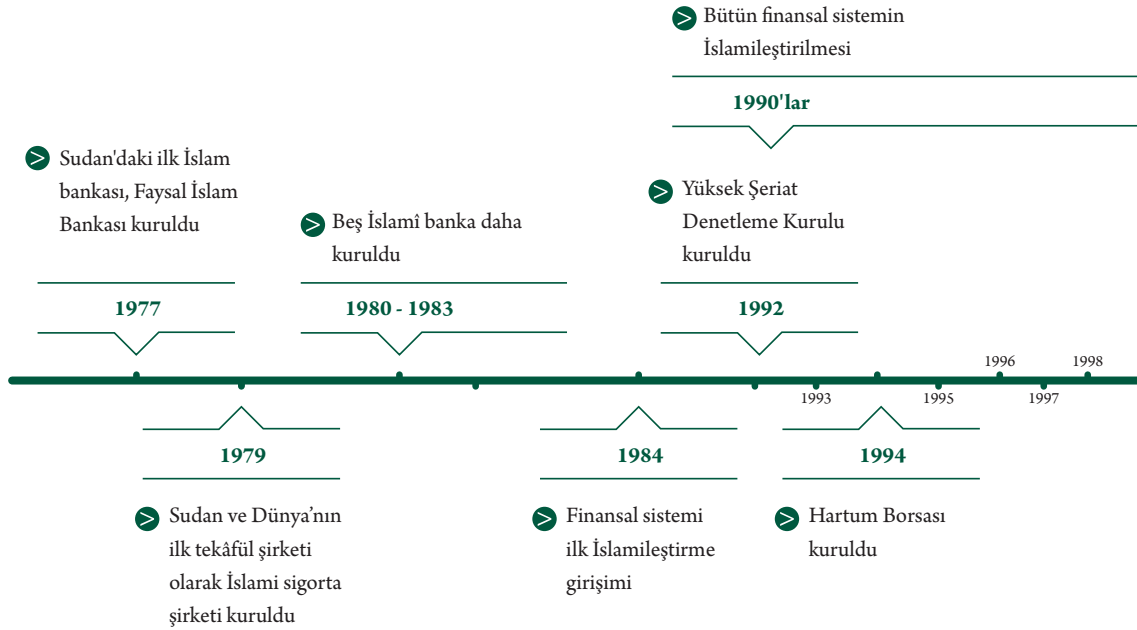 Bütün finansal sistemin
İslamileştirilmesi
1990'lar
Sudan'daki ilk İslam
bankası, Faysal İslam
Bankası kuruldu
1977
Beş İslamî banka daha
kuruldu
1980 - 1983
Yüksek Şeriat
Denetleme Kurulu
kuruldu
1992
1996
1998
1993
1995
1997
1979
Sudan ve Dünya’nın
ilk tekâfül şirketi
olarak İslami sigorta
şirketi kuruldu
1984
Finansal sistemi
ilk İslamileştirme
girişimi
1994
Hartum Borsası
kuruldu